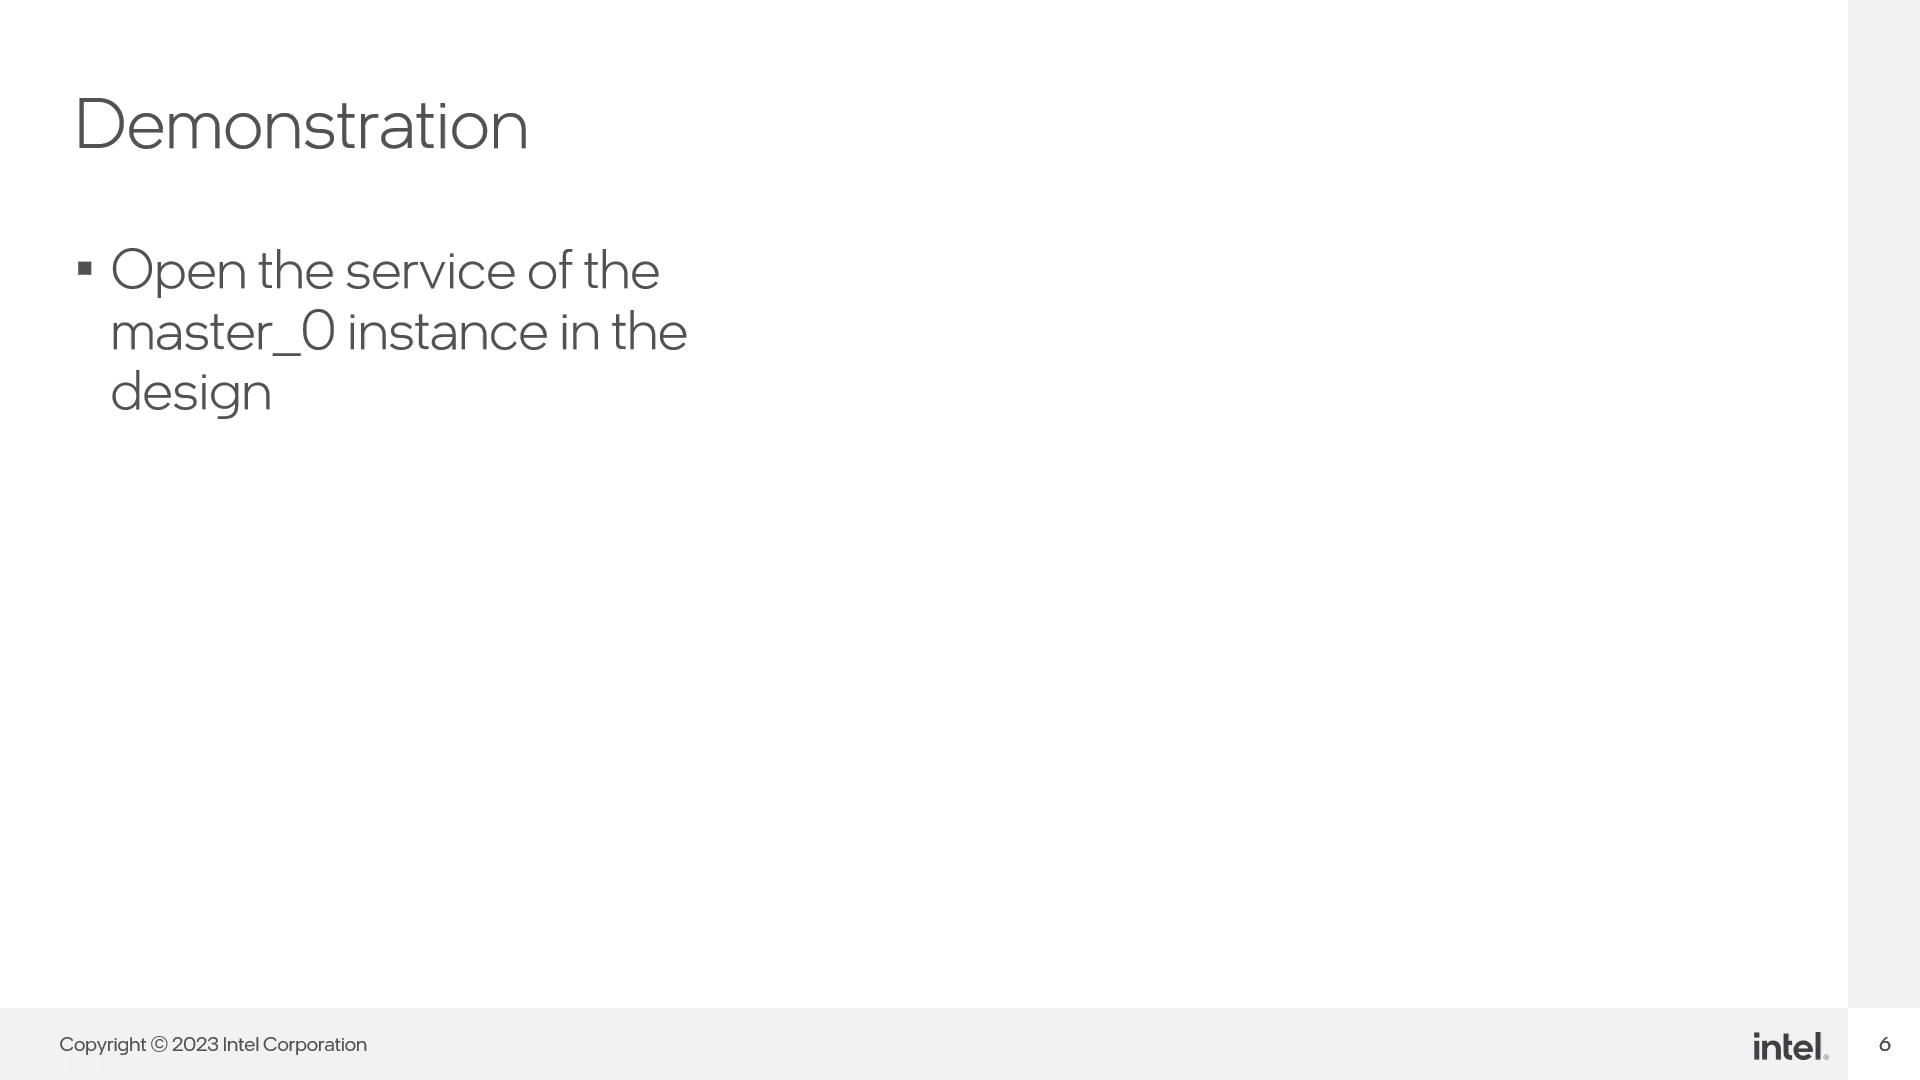 Demonstration
▪ Open the service of the
master_0 instance in the
design
Copyright © 2023 Intel Corporation
intel®
6